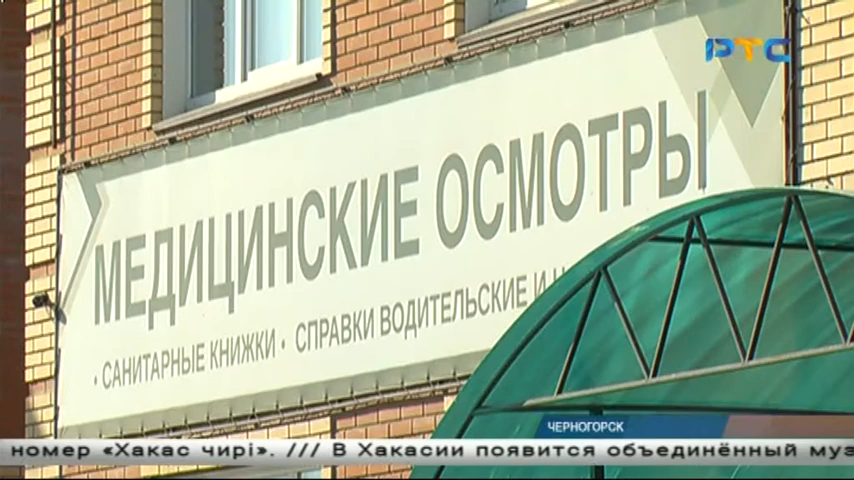 РТС
МЕДИЦИНСКИЕ ОСМОТРЫ
• САНИТАРНЫЕ КНИЖКИ • СПРАВКИ ВОДИТЕЛЬСКИЕ И
ЧЕРНОГОРСК
номер «Хакас чирі». /// В Хакасии появится объединённый муз